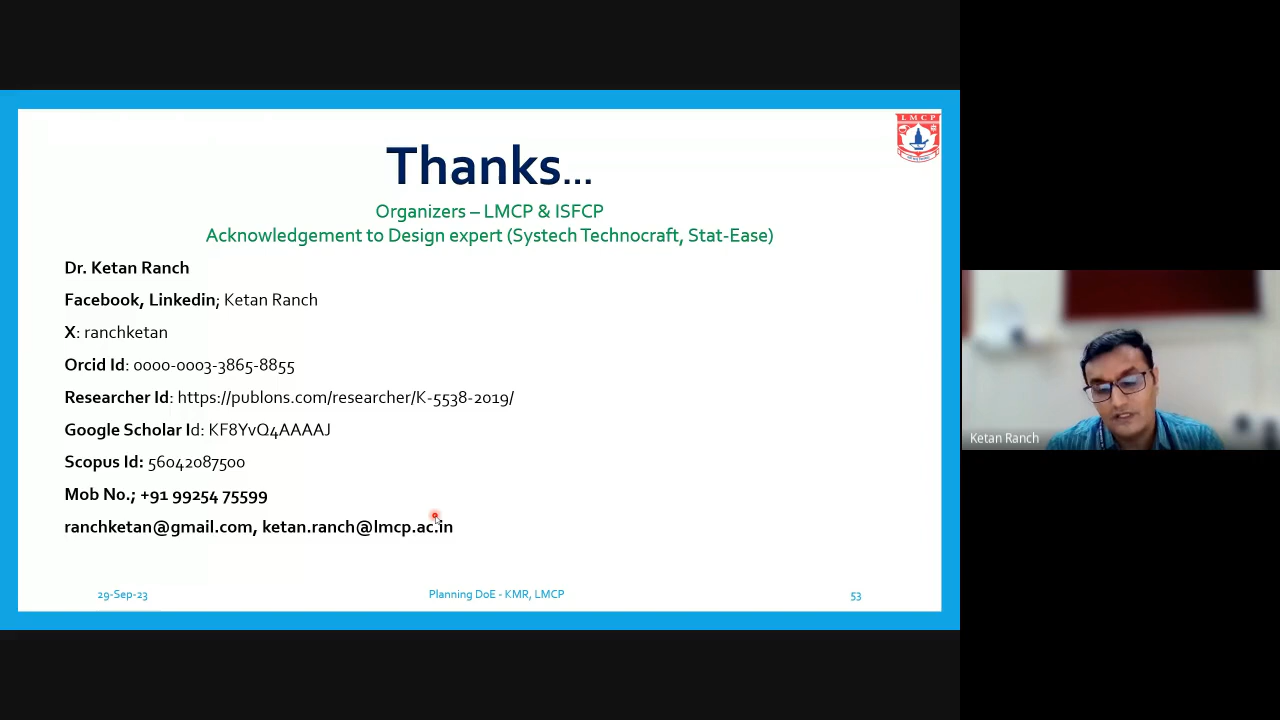 LMCP
Thanks...
Organizers – LMCP & ISFCP
Acknowledgement to Design expert (Systech Technocraft, Stat-Ease)
Dr. Ketan Ranch
Facebook, Linkedin; Ketan Ranch
X: ranchketan
Orcid Id: 0000-0003-3865-8855
Researcher Id: https://publons.com/researcher/K-5538-2019/
Google Scholar Id: KF8YvQ4AAAAJ
Scopus Id: 56042087500
Mob No.; +91 99254 75599
ranchketan@gmail.com, ketan.ranch@lmcp.ac.in
29-Sep-23
Planning DoE - KMR, LMCP
53
Ketan Ranch